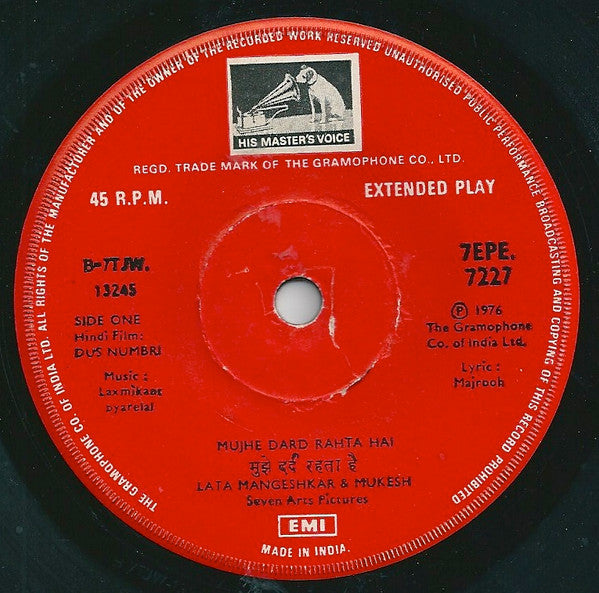 THE GRAMOPHONE CO. OF INDIA LTD. ALL RIGHTS OF THE MANUFACTURER AND OF THE OWNER OF THE RECORDED WORK RESERVED UNAUTHORISED PUBLIC PERFORMANCE BROADCASTING AND COPYING OF THIS RECORD PROHIBITED
HIS MASTER'S VOICE
REGD. TRADE MARK OF THE GRAMOPHONE CO., LTD.
45 R.P.M.
EXTENDED PLAY
13245
7EPE.
7227
SIDE ONE
Hindi Film:
DUS NUMBRI
Ⓟ 1976
The Gramophone
Co. of India Ltd.
Music :
Laxmikant
pyarelal
Lyric :
Majrooh
MUJHE DARD RAHTA HAI
मुझे दर्द रहता है
LATA MANGESHKAR & MUKESH
Seven Arts Pictures
EMI
MADE IN INDIA.